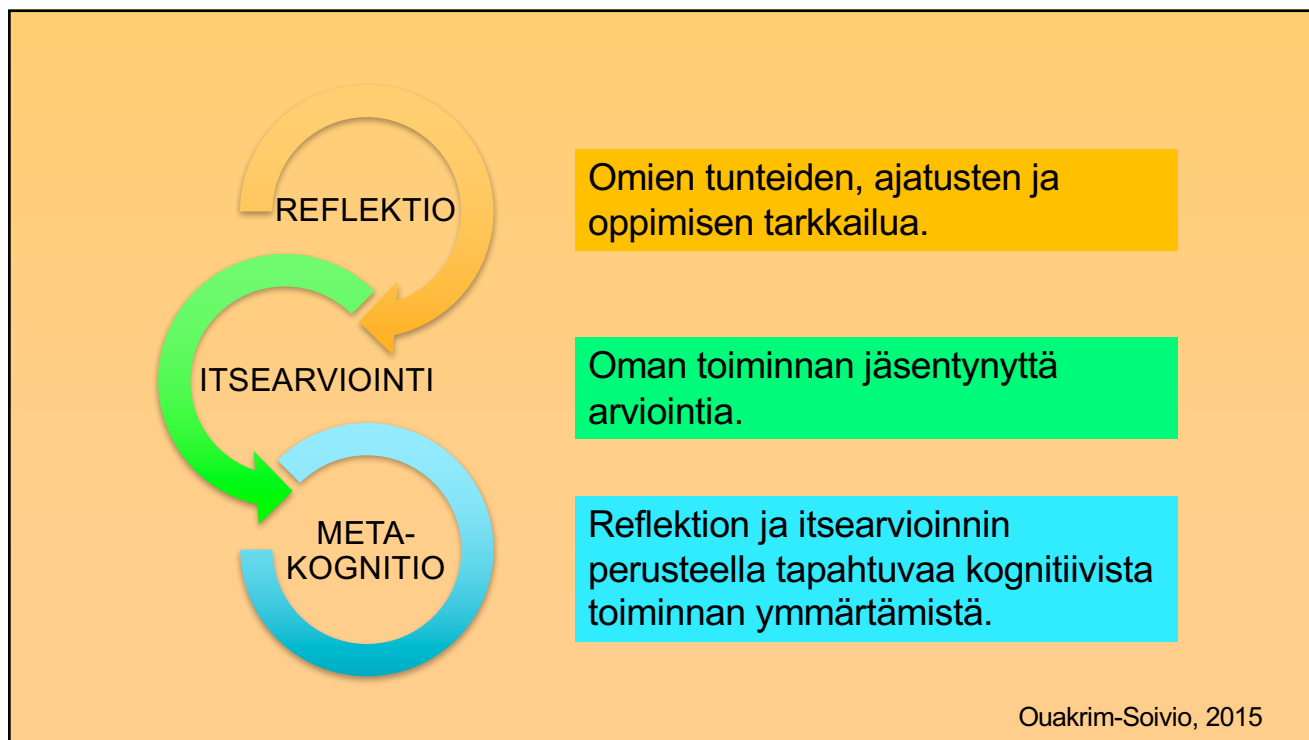 REFLEKTIO
Omien tunteiden, ajatusten ja
oppimisen tarkkailua.
ITSEARVIOINTI
Oman toiminnan jäsentynyttä
arviointia.
META-
KOGNITIO
Reflektion ja itsearvioinnin
perusteella tapahtuvaa kognitiivista
toiminnan ymmärtämistä.
Ouakrim-Soivio, 2015